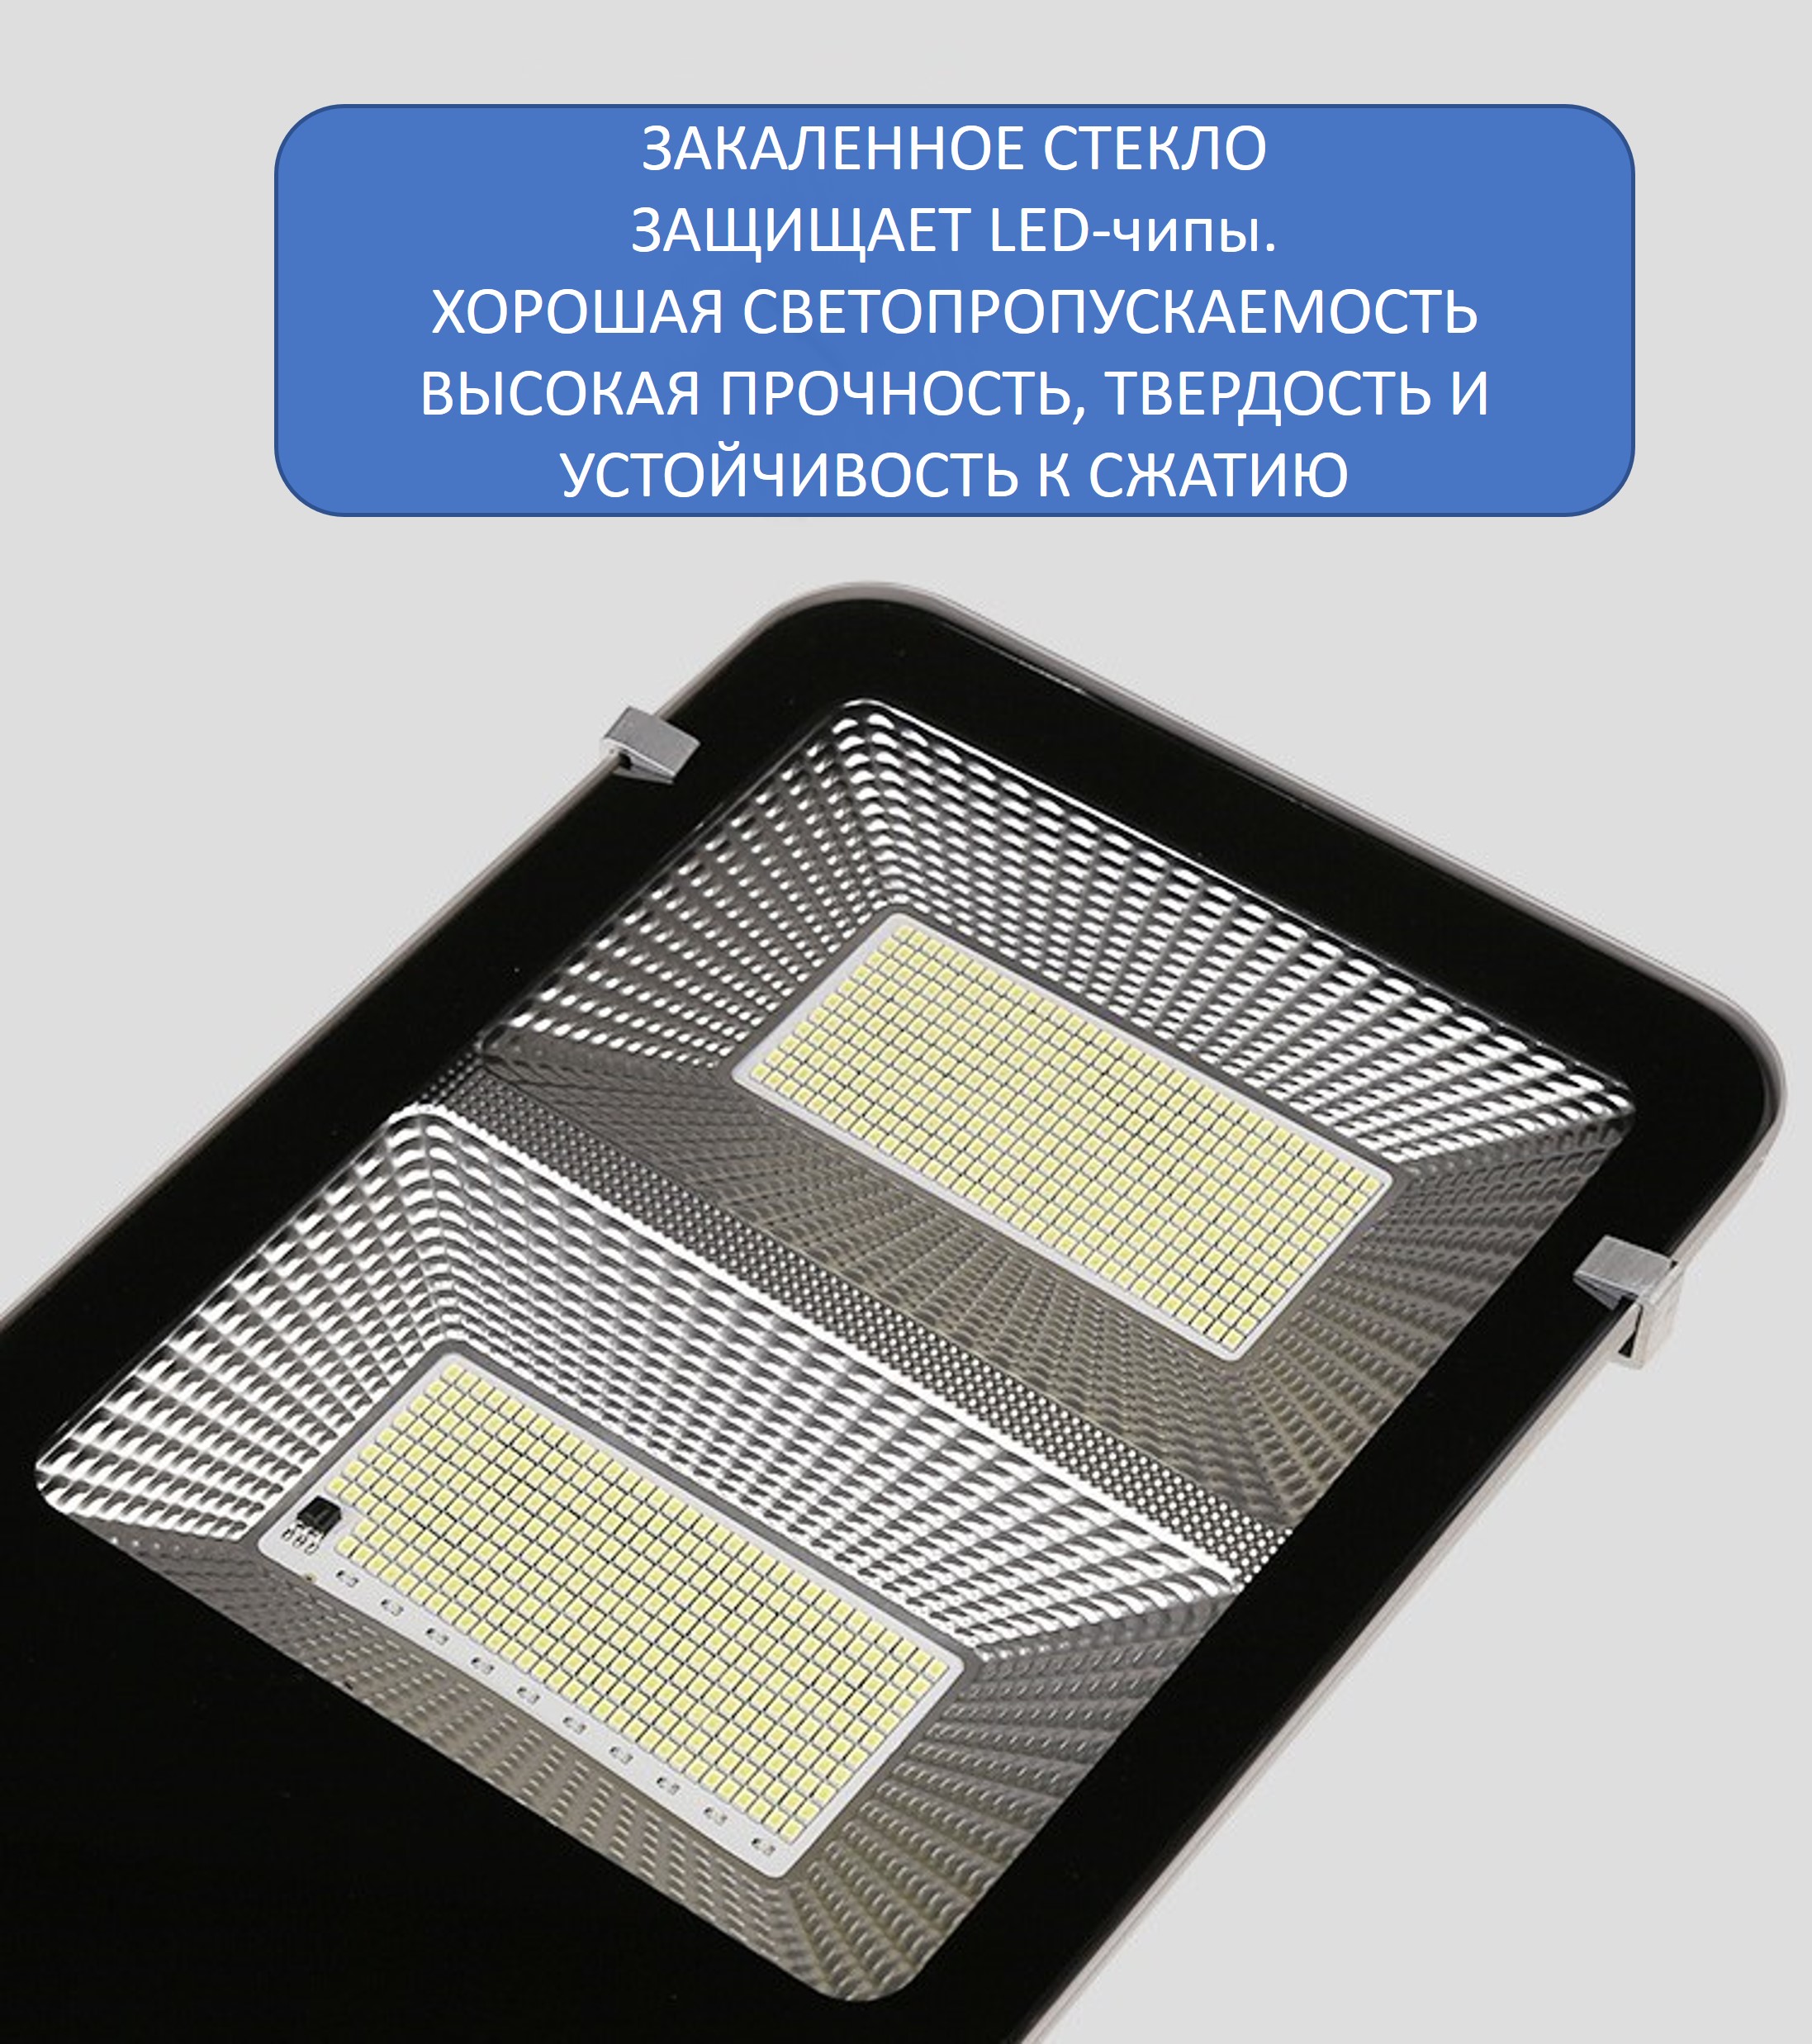 ЗАКАЛЕННОЕ СТЕКЛО
ЗАЩИЩАЕТ LED-чипы.
ХОРОШАЯ СВЕТОПРОПУСКАЕМОСТЬ
ВЫСОКАЯ ПРОЧНОСТЬ, ТВЕРДОСТЬ И
УСТОЙЧИВОСТЬ К СЖАТИЮ